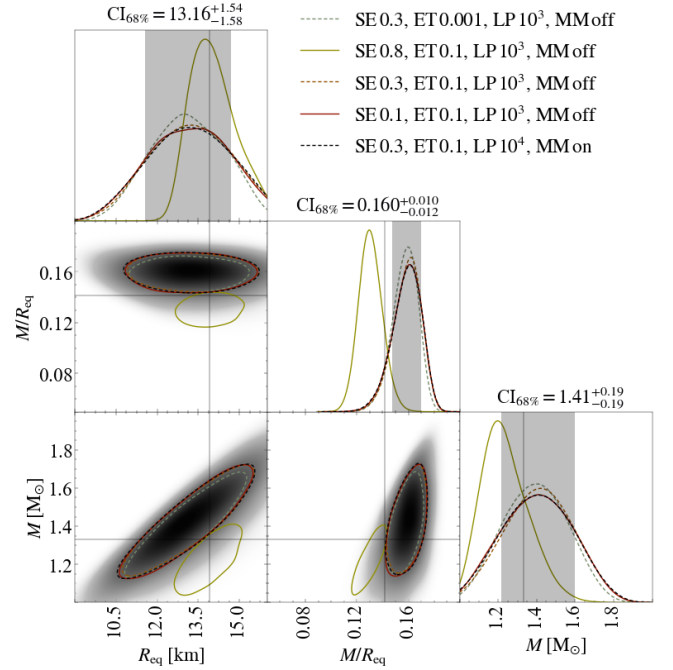 CI68% = 13.16+1.54−1.58
SE 0.3, ET 0.001, LP 10³, MM off
SE 0.8, ET 0.1, LP 10³, MM off
SE 0.3, ET 0.1, LP 10³, MM off
SE 0.1, ET 0.1, LP 10³, MM off
SE 0.3, ET 0.1, LP 10⁴, MM on
CI68% = 0.160+0.010−0.012
M/Req
0.16
0.12
0.08
CI68% = 1.41+0.19−0.19
M [M☉]
1.8
1.6
1.4
1.2
10.5 12.0 13.5 15.0
0.08 0.12 0.16
1.2 1.4 1.6 1.8
Req [km]
M/Req
M [M☉]